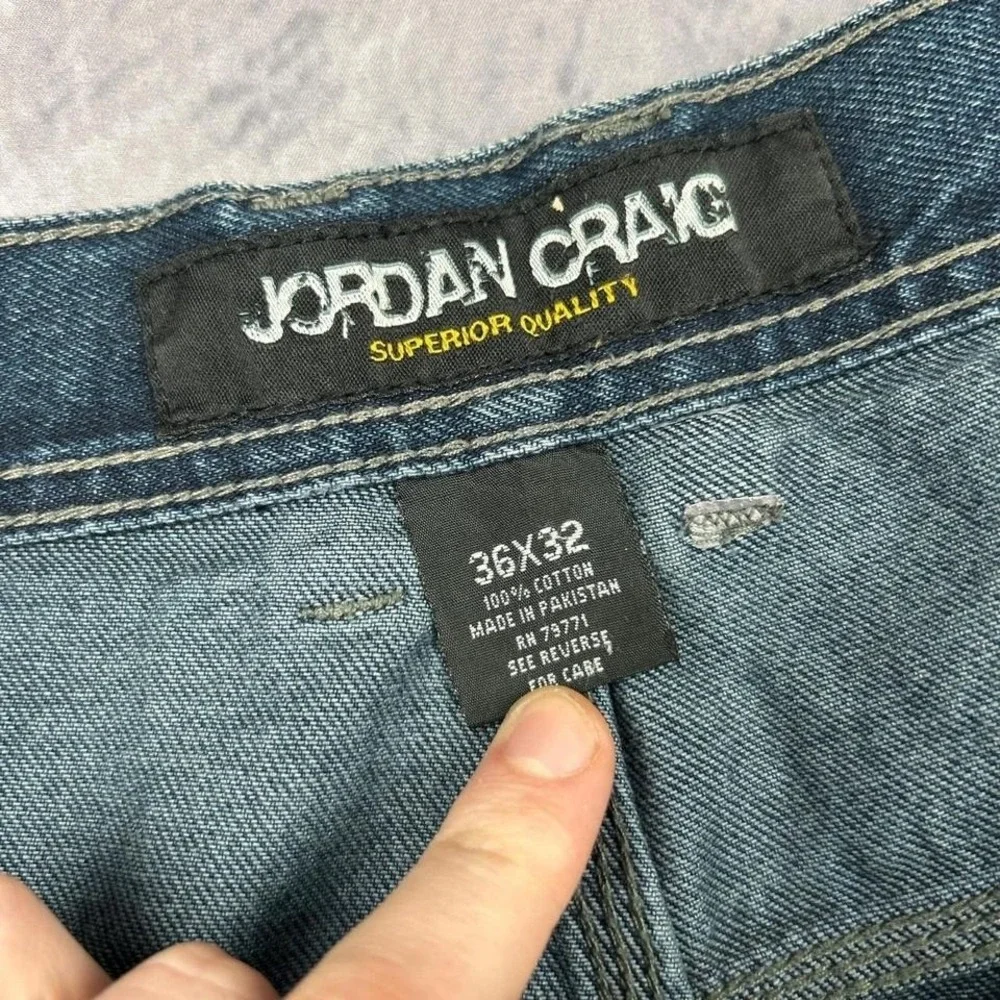 JORDAN CRAIG
SUPERIOR QUALITY
36X32
100% COTTON
MADE IN PAKISTAN
RN 79771
SEE REVERSE
FOR CARE